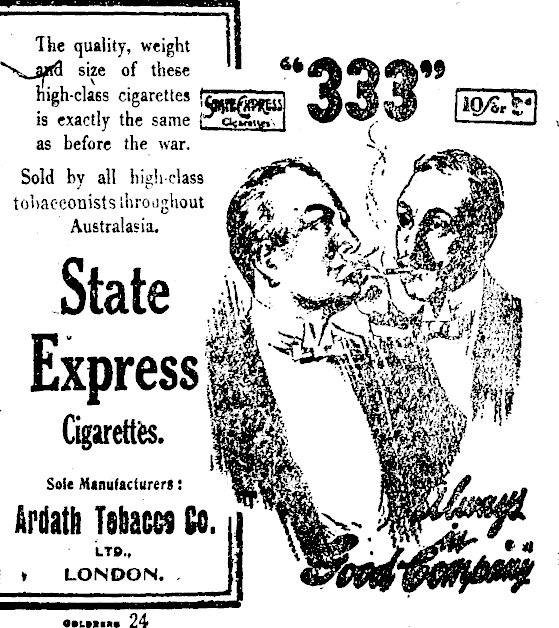 The quality, weight
and size of these
high-class cigarettes
is exactly the same
as before the war.
Sold by all high-class
tobacconists throughout
Australasia.
State
Express
Cigarettes.
Sole Manufacturers:
Ardath Tobacco Co.
LTD.,
LONDON.
"333"
STATE EXPRESS
Cigarettes
10 for
Always
in
Good Company"
24